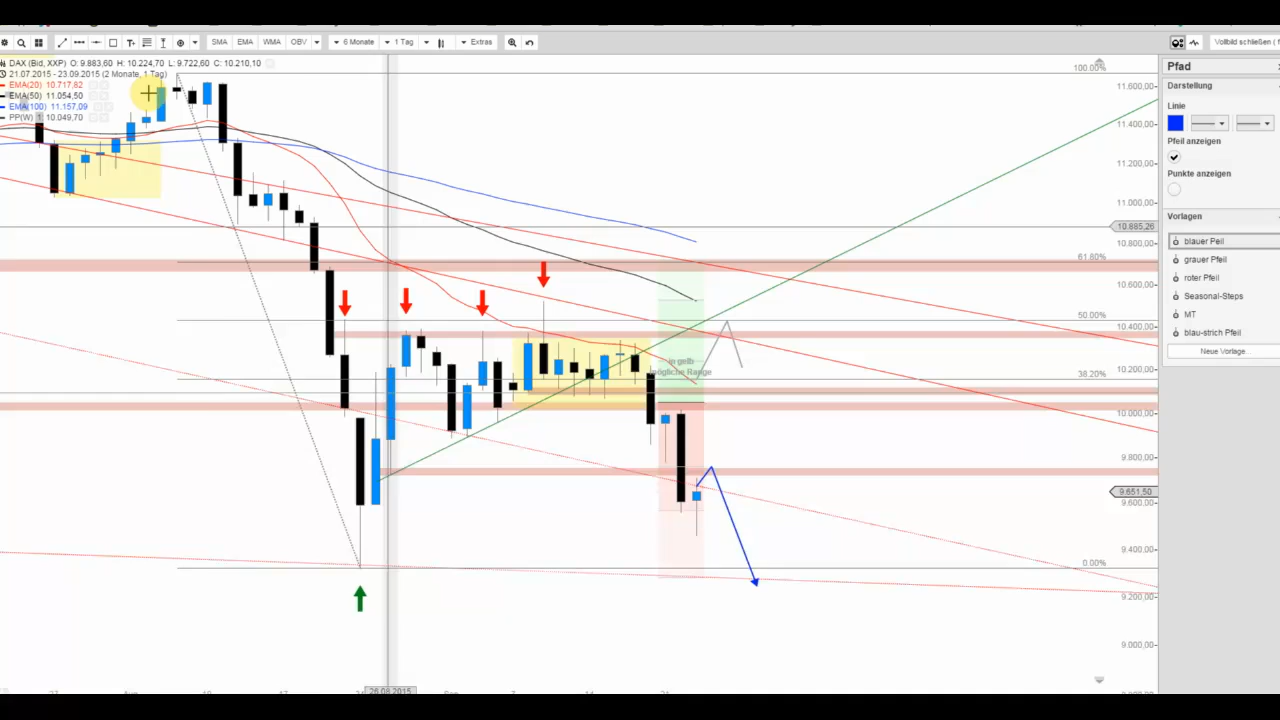 SMA
EMA
WMA
OBV
6 Monate
1 Tag
Extras
Vollbild schließen ( f
DAX (Bid, XXP) O: 9.883,60 H: 10.224,70 L: 9.722,60 C: 10.210,10
21.07.2015 - 23.09.2015 (2 Monate, 1 Tag)
EMA(20) 10.717,82
EMA(50) 11.054,50
EMA(100) 11.157,09
PP(W) 1: 10.049,70
100.00%
61.80%
50.00%
38.20%
0.00%
in gelb
mögliche Range
11.600,00
11.400,00
11.200,00
11.000,00
10.885,26
10.800,00
10.600,00
10.400,00
10.200,00
10.000,00
9.800,00
9.651,50
9.600,00
9.400,00
9.200,00
9.000,00
26.08.2015
Pfad
Darstellung
Linie
Pfeil anzeigen
Punkte anzeigen
Vorlagen
blauer Peil
grauer Pfeil
roter Pfeil
Seasonal-Steps
MT
blau-strich Pfeil
Neue Vorlage...